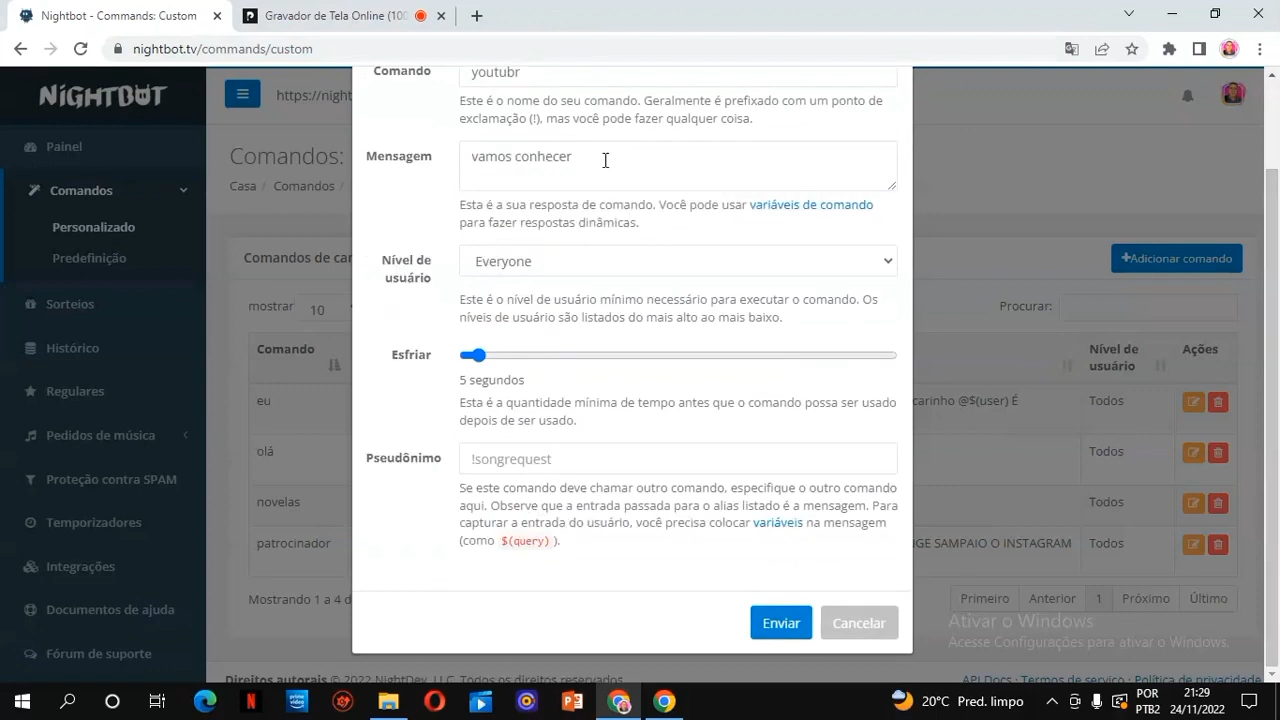 Nightbot - Commands: Custom
Gravador de Tela Online (100
nightbot.tv/commands/custom
NiGHTBOT
https://night
Painel
Comandos
Personalizado
Predefinição
Sorteios
Histórico
Regulares
Pedidos de música
Proteção contra SPAM
Temporizadores
Integrações
Documentos de ajuda
Fórum de suporte
Comandos:
Casa / Comandos /
Comandos de car
Adicionar comando
mostrar 10
Procurar:
Comando
Nível de
usuário
Ações
eu
carinho @$(user) É
Todos
olá
Todos
novelas
Todos
patrocinador
IGE SAMPAIO O INSTAGRAM
Todos
Mostrando 1 a 4 d
Primeiro Anterior 1 Próximo Último
Comando
youtubr
Este é o nome do seu comando. Geralmente é prefixado com um ponto de
exclamação (!), mas você pode fazer qualquer coisa.
Mensagem
vamos conhecer
Esta é a sua resposta de comando. Você pode usar variáveis de comando
para fazer respostas dinâmicas.
Nível de
usuário
Everyone
Este é o nível de usuário mínimo necessário para executar o comando. Os
níveis de usuário são listados do mais alto ao mais baixo.
Esfriar
5 segundos
Esta é a quantidade mínima de tempo antes que o comando possa ser usado
depois de ser usado.
Pseudônimo
!songrequest
Se este comando deve chamar outro comando, especifique o outro comando
aqui. Observe que a entrada passada para o alias listado é a mensagem. Para
capturar a entrada do usuário, você precisa colocar variáveis na mensagem
(como $(query) ).
Enviar
Cancelar
Ativar o Windows
Acesse Configurações para ativar o Windows.
Direitos autorais © 2022 NightDev, LLC. Todos os direitos reservados.
API Docs Termos de serviço Política de privacidade
20°C Pred. limpo
POR
PTB2
21:29
24/11/2022